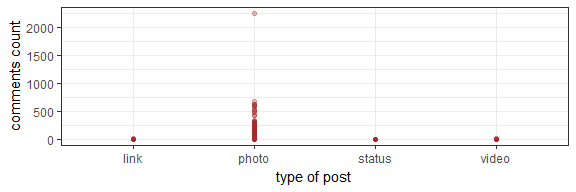 comments count
2000
1500
1000
500
0
link photo status video
type of post